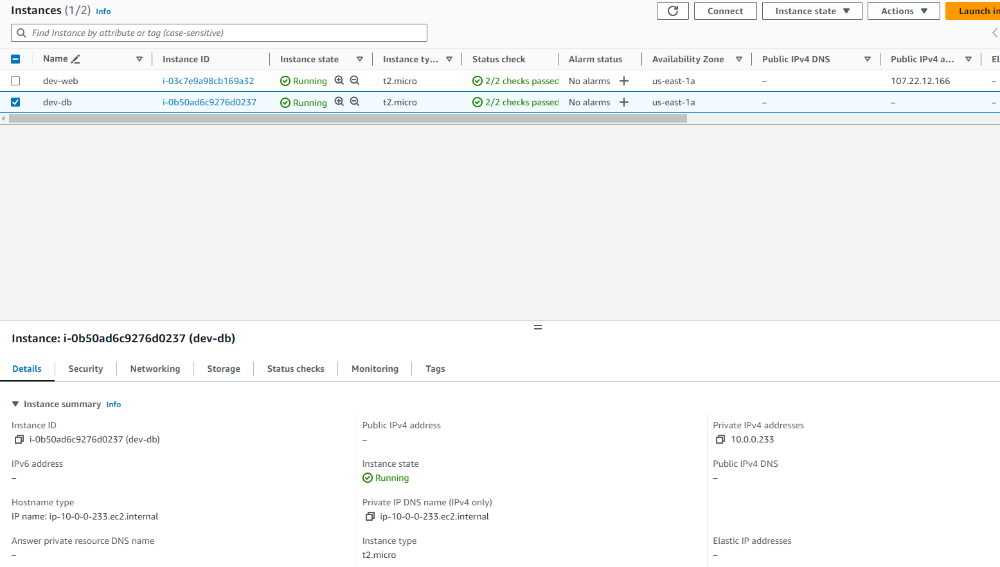 Instances (1/2) Info
Connect Instance state Actions Launch in
Find Instance by attribute or tag (case-sensitive)
Name Instance ID Instance state Instance ty... Status check Alarm status Availability Zone Public IPv4 DNS Public IPv4 a... El
dev-web i-03c7e9a98cb169a32 Running t2.micro 2/2 checks passed No alarms us-east-1a – 107.22.12.166 –
dev-db i-0b50ad6c9276d0237 Running t2.micro 2/2 checks passed No alarms us-east-1a – – –
Instance: i-0b50ad6c9276d0237 (dev-db)
Details Security Networking Storage Status checks Monitoring Tags
Instance summary Info
Instance ID Public IPv4 address Private IPv4 addresses
i-0b50ad6c9276d0237 (dev-db) – 10.0.0.233
IPv6 address Instance state Public IPv4 DNS
– Running –
Hostname type Private IP DNS name (IPv4 only)
IP name: ip-10-0-0-233.ec2.internal ip-10-0-0-233.ec2.internal
Answer private resource DNS name Instance type Elastic IP addresses
– t2.micro –